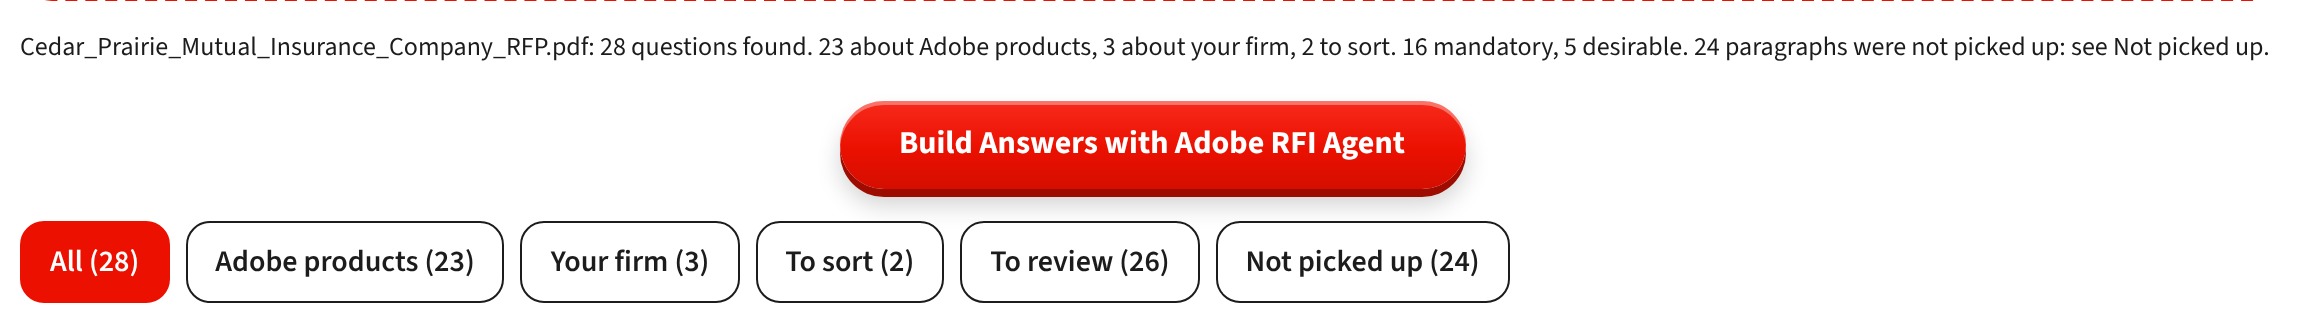 Cedar_Prairie_Mutual_Insurance_Company_RFP.pdf: 28 questions found. 23 about Adobe products, 3 about your firm, 2 to sort. 16 mandatory, 5 desirable. 24 paragraphs were not picked up: see Not picked up.
Build Answers with Adobe RFI Agent
All (28) Adobe products (23) Your firm (3) To sort (2) To review (26) Not picked up (24)